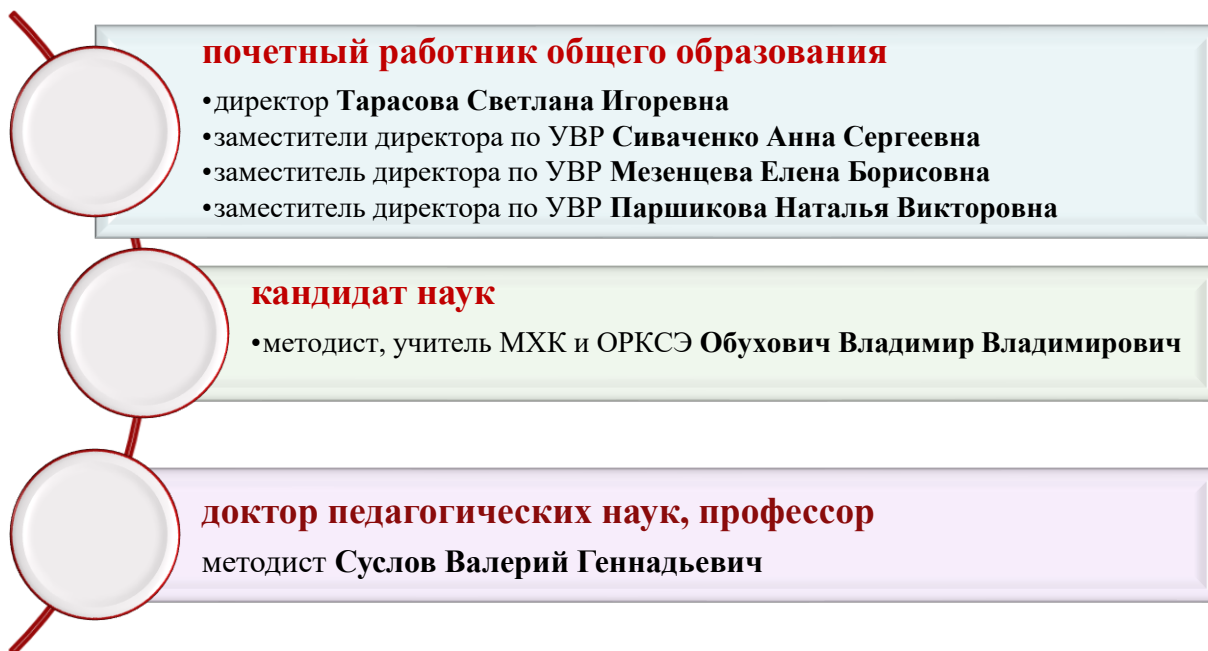 почетный работник общего образования
•директор Тарасова Светлана Игоревна
•заместители директора по УВР Сиваченко Анна Сергеевна
•заместитель директора по УВР Мезенцева Елена Борисовна
•заместитель директора по УВР Паршикова Наталья Викторовна
кандидат наук
•методист, учитель МХК и ОРКСЭ Обухович Владимир Владимирович
доктор педагогических наук, профессор
методист Суслов Валерий Геннадьевич